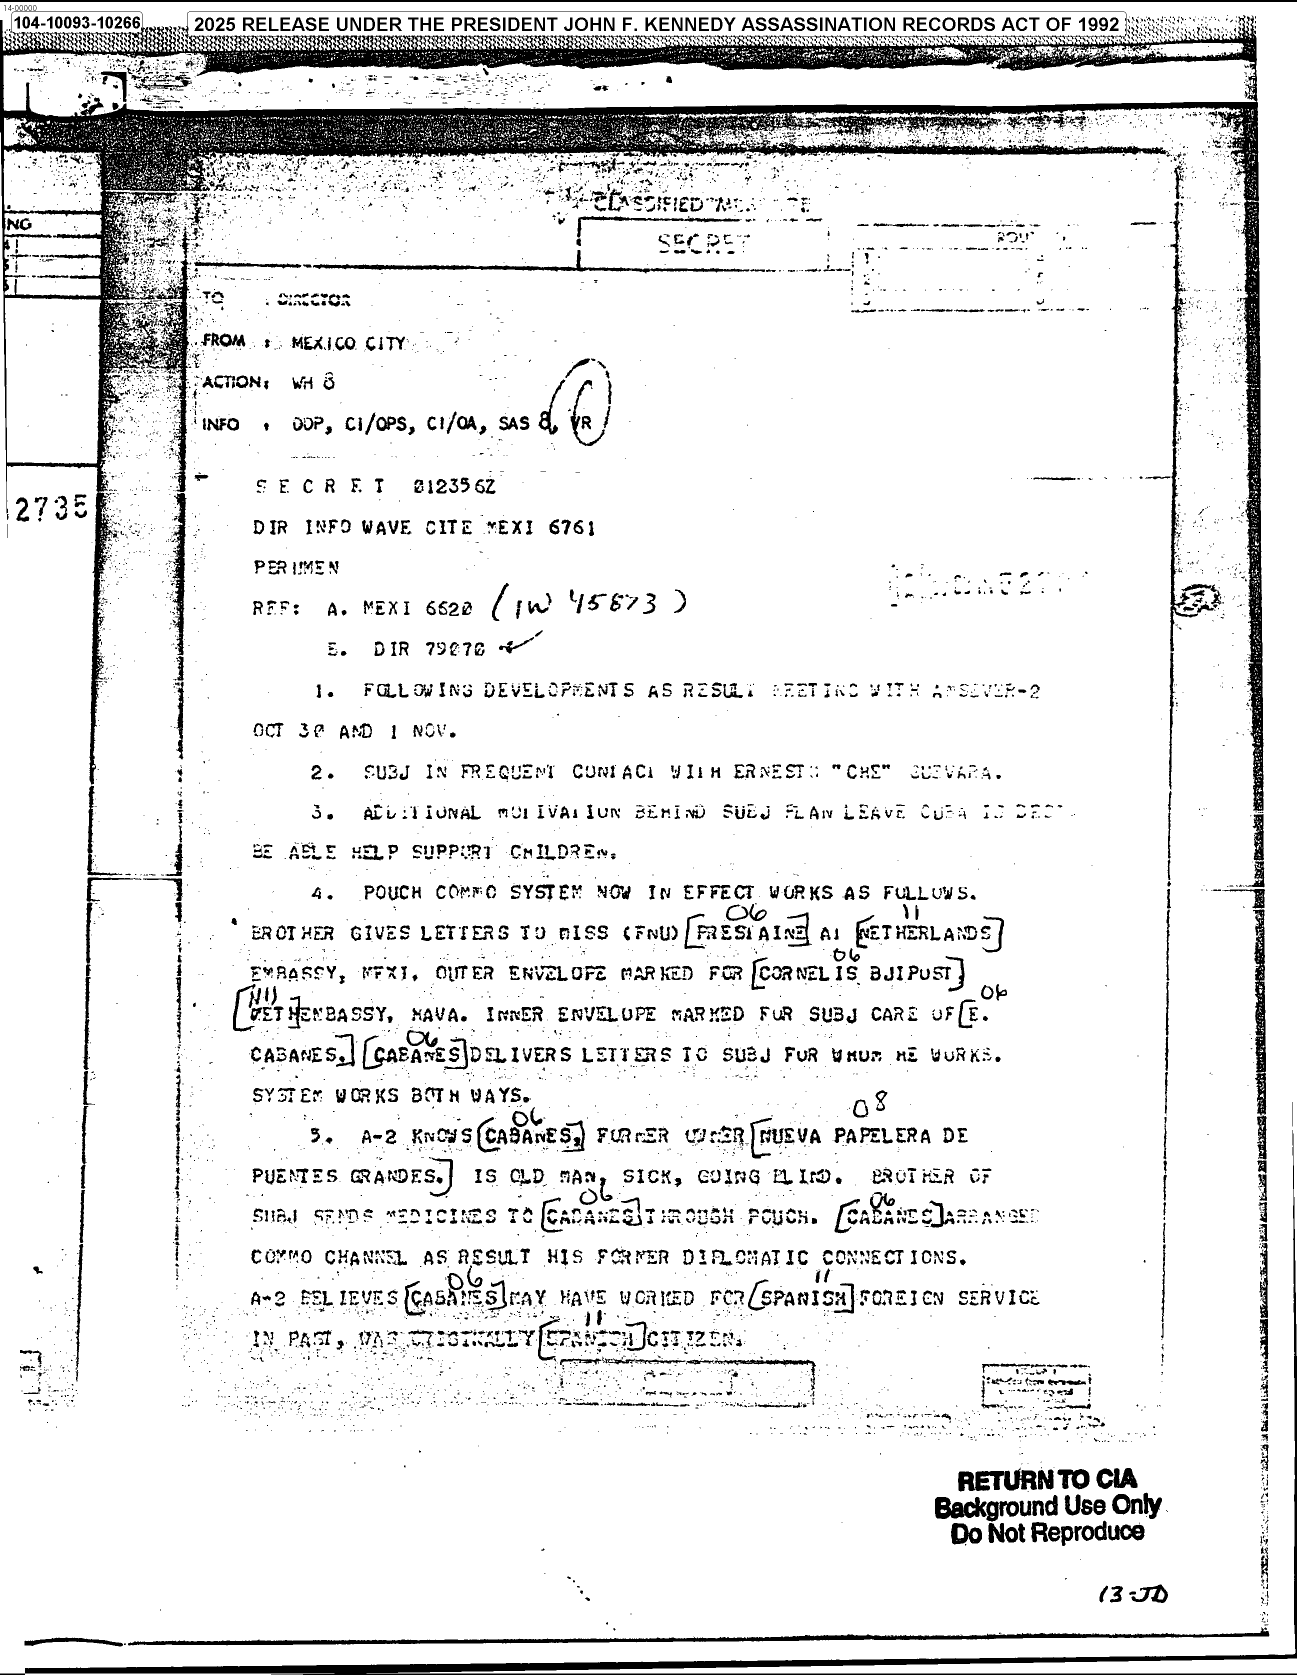 14-00000
104-10093-10266
2025 RELEASE UNDER THE PRESIDENT JOHN F. KENNEDY ASSASSINATION RECORDS ACT OF 1992
CLASSIFIED
SECRET
NG
TO : DIRECTOR
FROM : MEXICO CITY
ACTION: WH 8
INFO : DDP, CI/OPS, CI/OA, SAS 8, VR
S E C R E T 012356Z
2735
DIR INFO WAVE CITE MEXI 6761
PERUMEN
REF: A. MEXI 6620 (IW 45873)
B. DIR 79070
1. FOLLOWING DEVELOPMENTS AS RESULT MEETING WITH AMSEVER-2
OCT 30 AND 1 NOV.
2. SUBJ IN FREQUENT CONTACT WITH ERNESTO "CHE" GUEVARA.
3. ADDITIONAL MOTIVATION BEHIND SUBJ PLAN LEAVE CUBA IS
BE ABLE HELP SUPPORT CHILDREN.
4. POUCH COMMO SYSTEM NOW IN EFFECT WORKS AS FOLLOWS.
06 11
BROTHER GIVES LETTERS TO MISS (FNU) [PRESIAINE] AT [NETHERLANDS]
06
EMBASSY, MEXI. OUTER ENVELOPE MARKED FOR [CORNELIS BJIPUST]
11 06
[NETH]EMBASSY, HAVA. INNER ENVELOPE MARKED FOR SUBJ CARE OF [E.
06
CABANES.] [CABANES] DELIVERS LETTERS TO SUBJ FOR WHOM HE WORKS.
SYSTEM WORKS BOTH WAYS.
06 08
5. A-2 KNOWS [CABANES,] FORMER OWNER [NUEVA PAPELERA DE
PUENTES GRANDES.] IS OLD MAN, SICK, GOING BLIND. BROTHER OF
06 06
SUBJ SENDS MEDICINES TO [CABANES] THROUGH POUCH. [CABANES] ARRANGED
COMMO CHANNEL AS RESULT HIS FORMER DIPLOMATIC CONNECTIONS.
06 11
A-2 BELIEVES [CABANES] MAY HAVE WORKED FOR [SPANISH] FOREIGN SERVICE
11
IN PAST, WAS ORIGINALLY [SPANISH] CITIZEN.
RETURN TO CIA
Background Use Only
Do Not Reproduce
13-JD